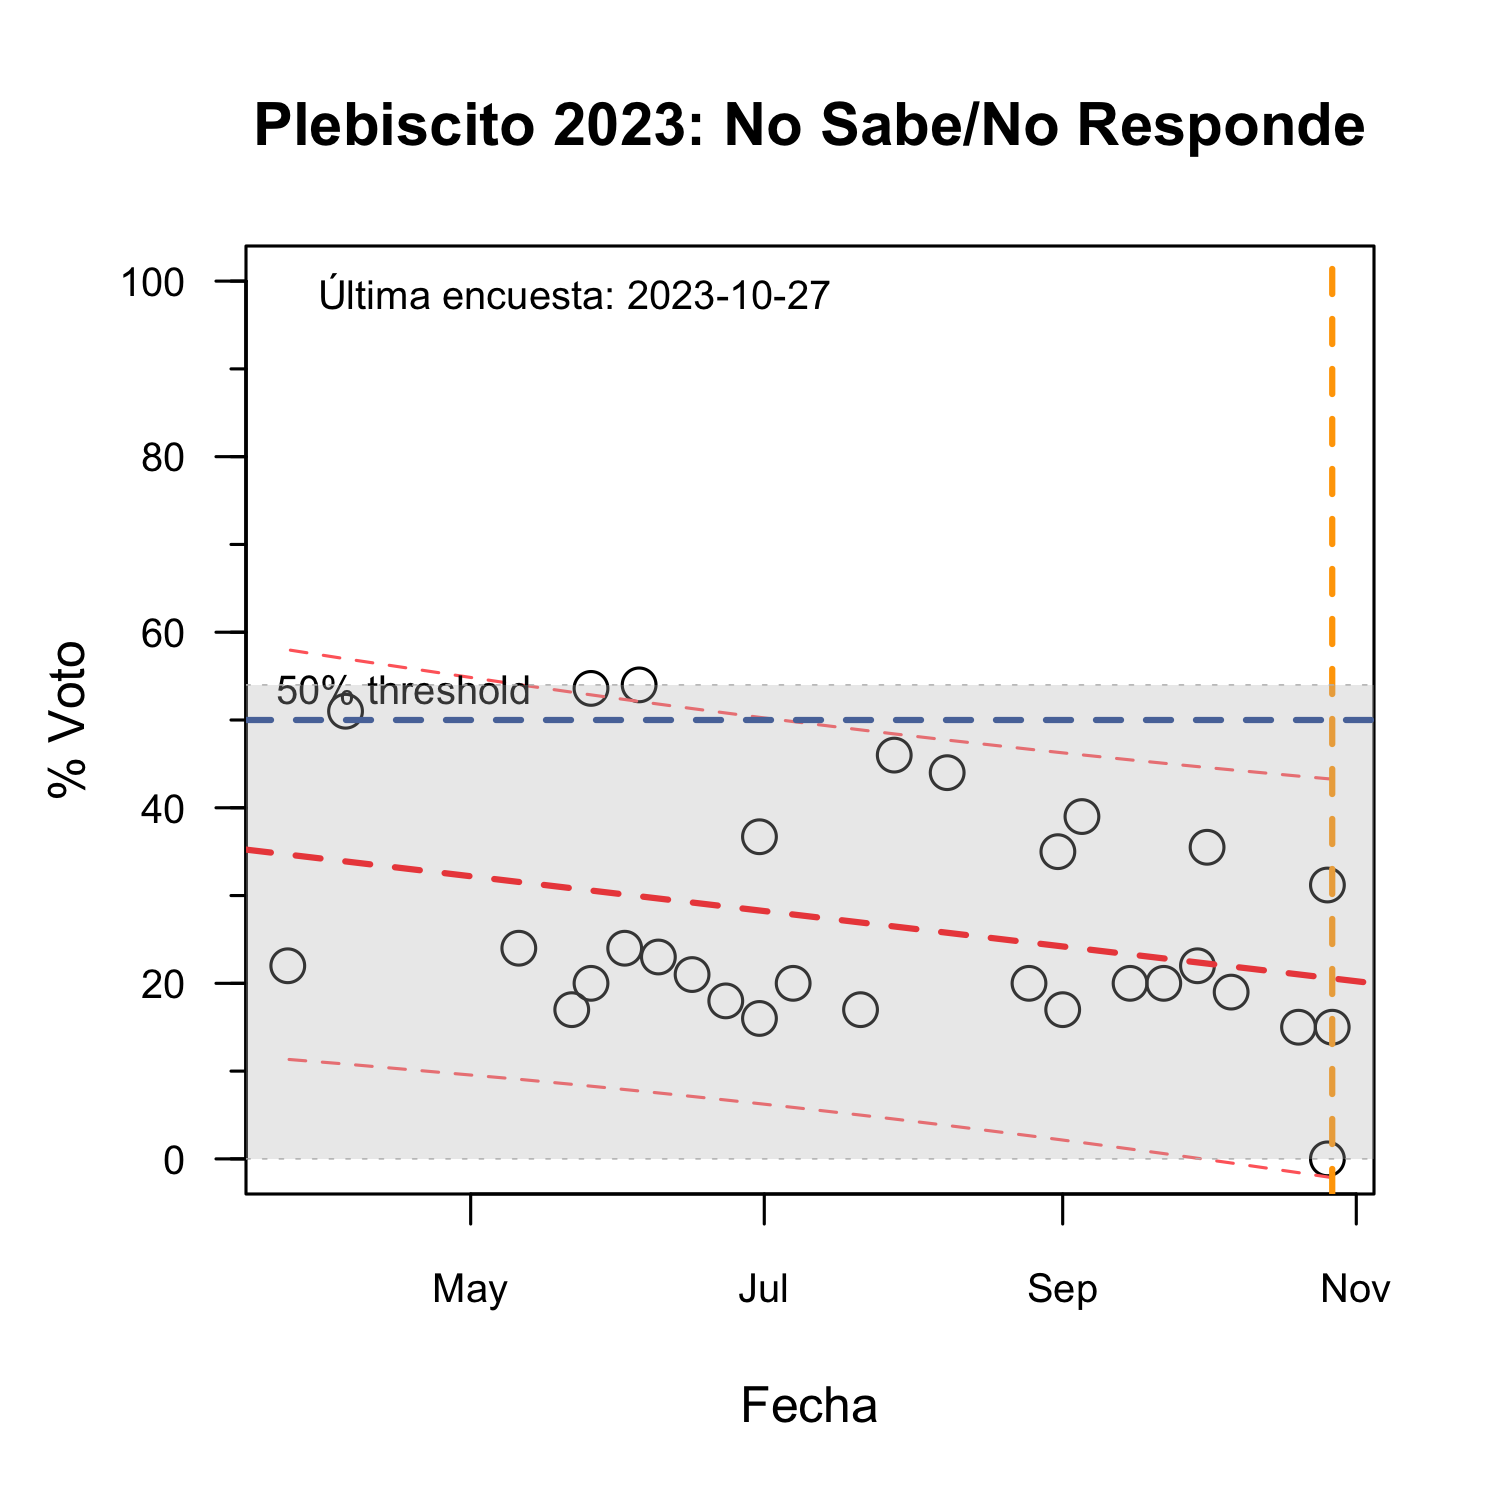 Plebiscito 2023: No Sabe/No Responde
Última encuesta: 2023-10-27
50% threshold
% Voto
100
80
60
40
20
0
May
Jul
Sep
Nov
Fecha